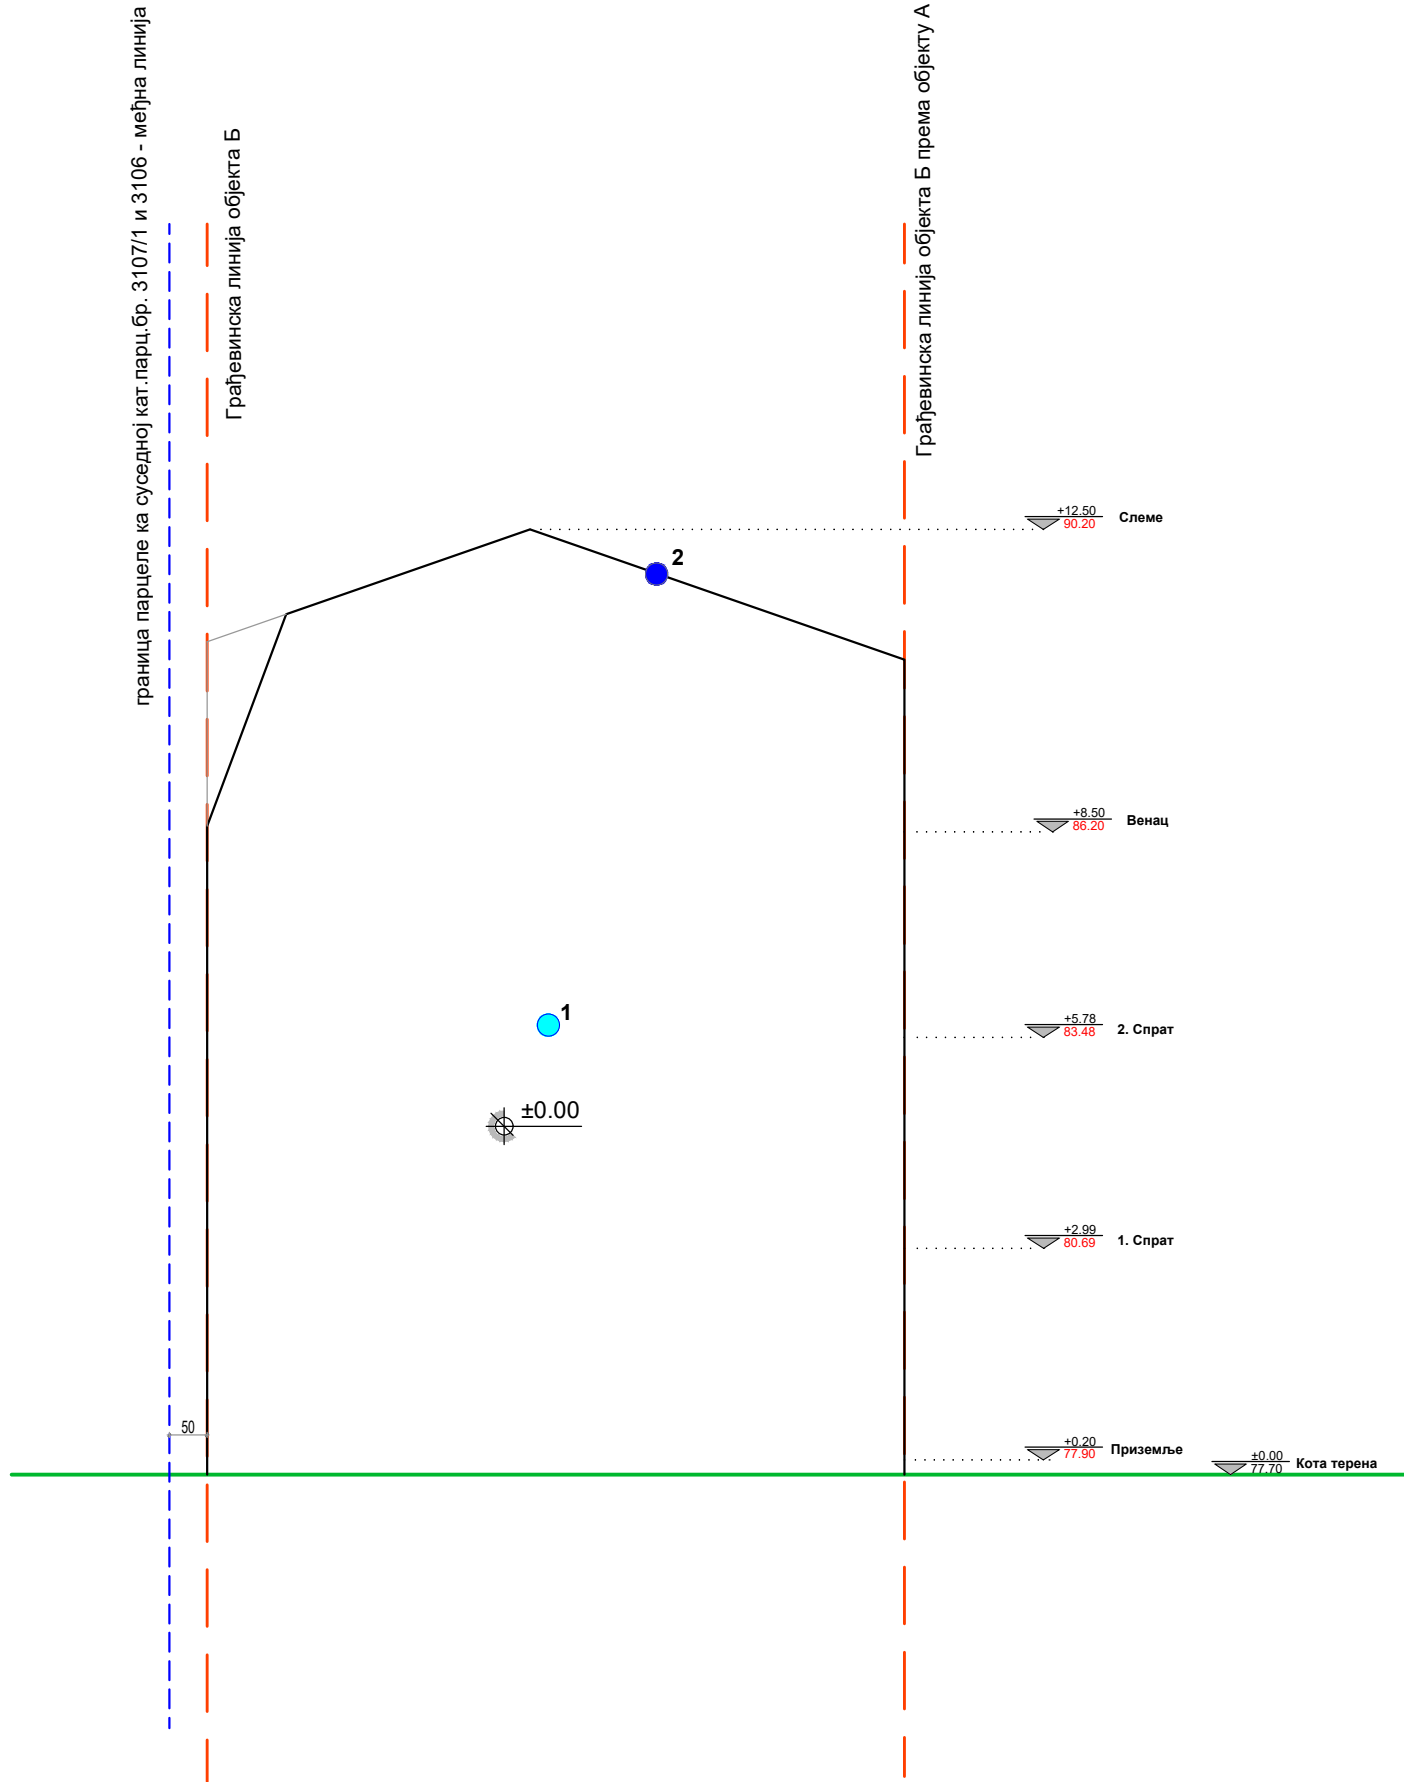 граница парцеле ка суседној кат.парц.бр. 3107/1 и 3106 - међна линија
Грађевинска линија објекта Б
Грађевинска линија објекта Б према објекту А
+12.50
90.20
Слеме
2
+8.50
86.20
Венац
1
+5.78
83.48
2. Спрат
±0.00
+2.99
80.69
1. Спрат
50
+0.20
77.90
Приземље
±0.00
77.70
Кота терена